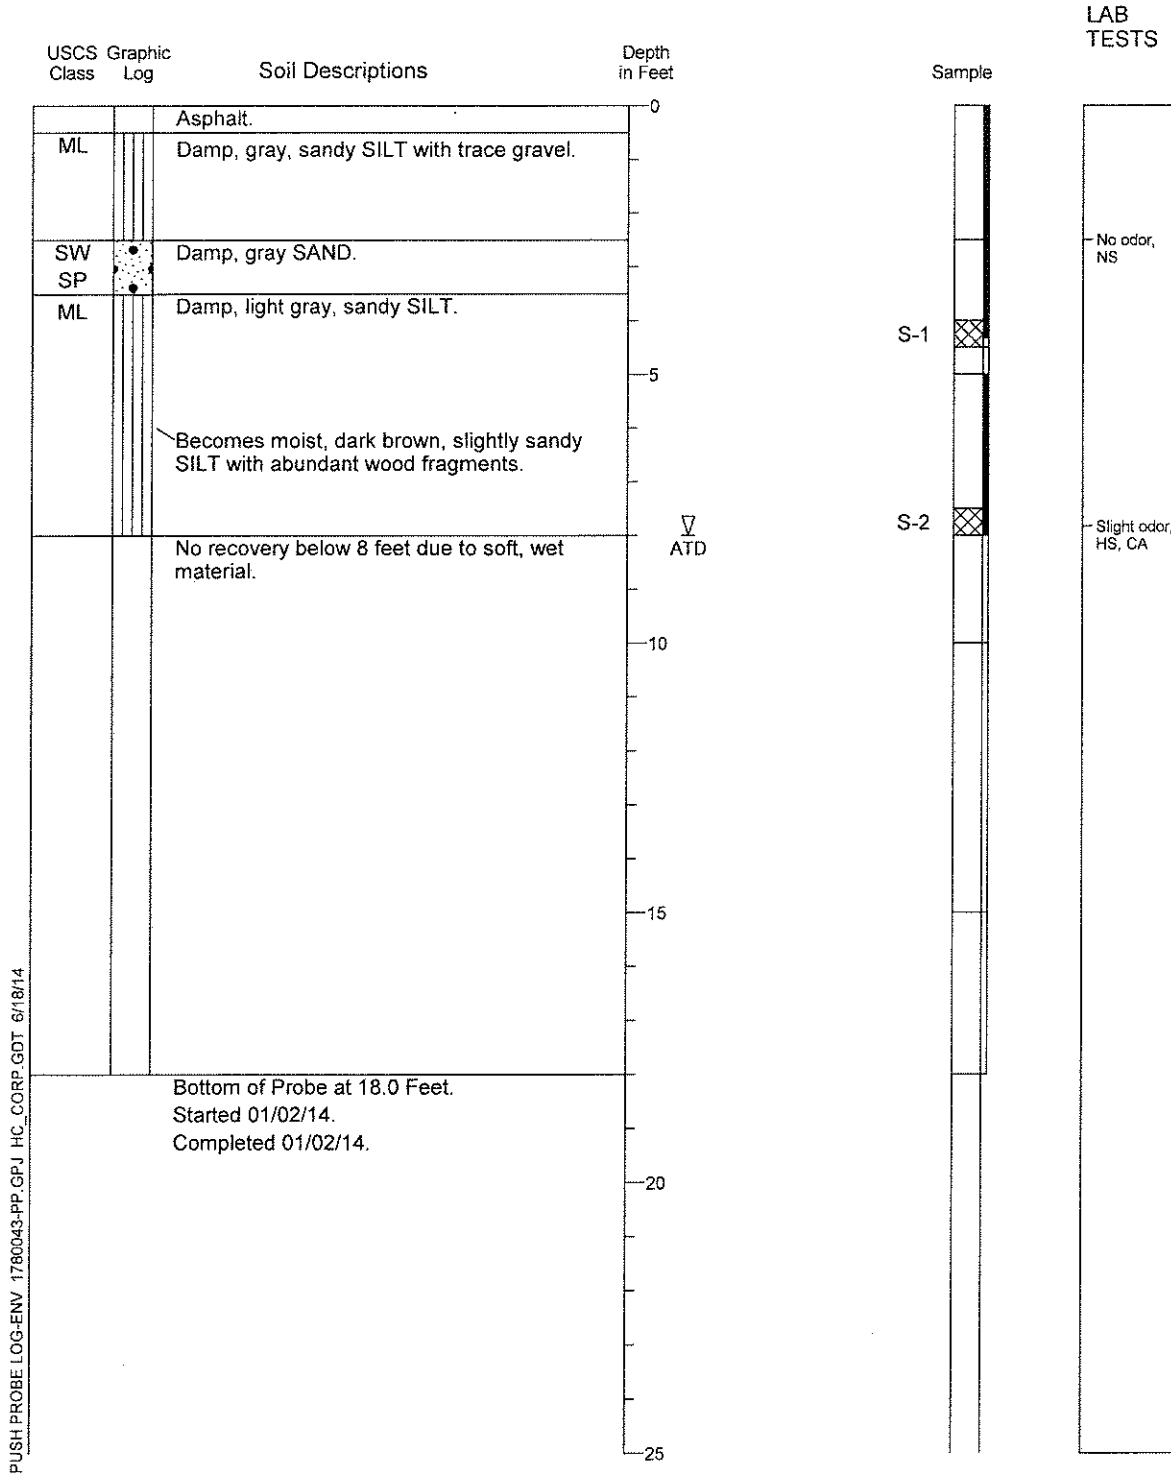 LAB
TESTS
USCS Graphic
Class Log
Soil Descriptions
Depth
in Feet
Sample
0
Asphalt.
ML
Damp, gray, sandy SILT with trace gravel.
SW
Damp, gray SAND.
No odor,
NS
SP
ML
Damp, light gray, sandy SILT.
S-1
5
Becomes moist, dark brown, slightly sandy
SILT with abundant wood fragments.
S-2
ATD
Slight odor,
HS, CA
No recovery below 8 feet due to soft, wet
material.
10
15
Bottom of Probe at 18.0 Feet.
Started 01/02/14.
Completed 01/02/14.
20
25
PUSH PROBE LOG-ENV 1780043-PP.GPJ HC_CORP.GDT 6/18/14